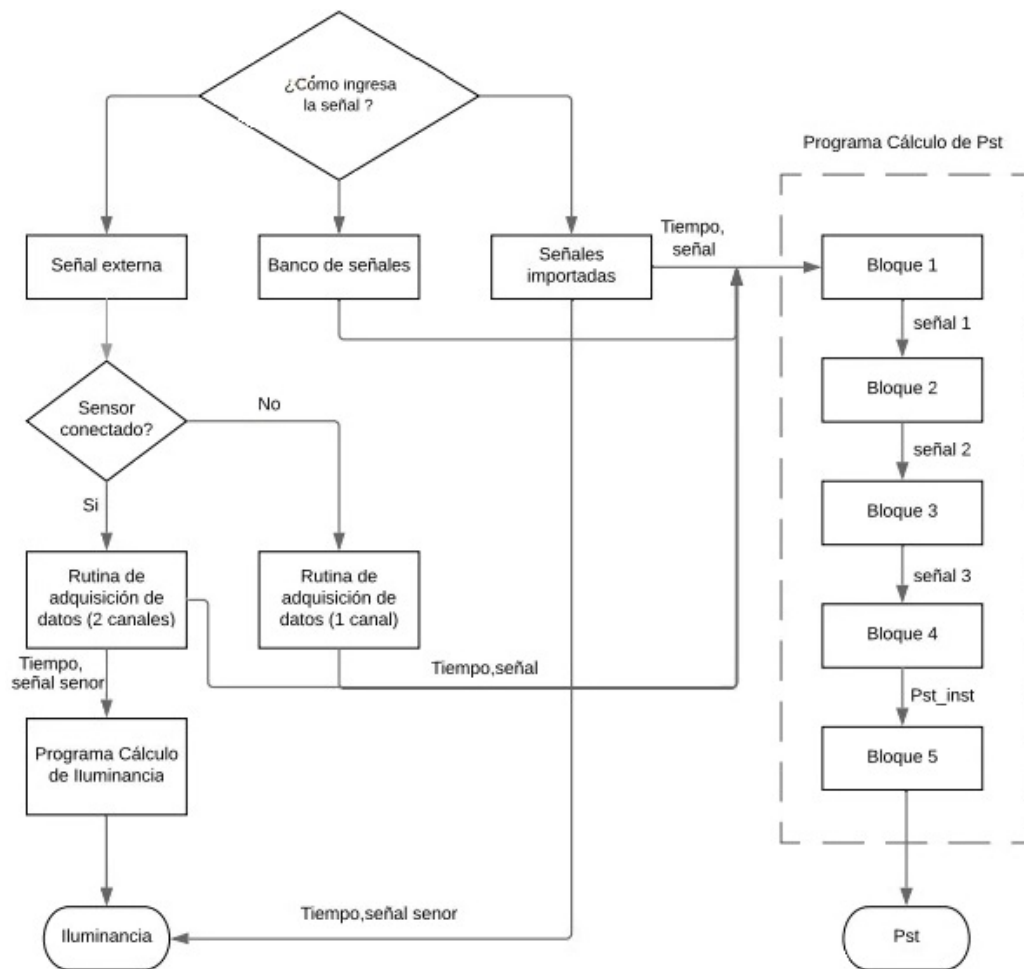 ¿Cómo ingresa
la señal ?
Programa Cálculo de Pst
Señal externa
Banco de señales
Señales
importadas
Tiempo,
señal
Bloque 1
señal 1
Bloque 2
Sensor
conectado?
No
Si
señal 2
Bloque 3
Rutina de
adquisición de
datos (2 canales)
Rutina de
adquisición de
datos (1 canal)
señal 3
Bloque 4
Tiempo,
señal senor
Tiempo,señal
Pst_inst
Programa Cálculo
de Iluminancia
Bloque 5
Tiempo,señal senor
Iluminancia
Pst